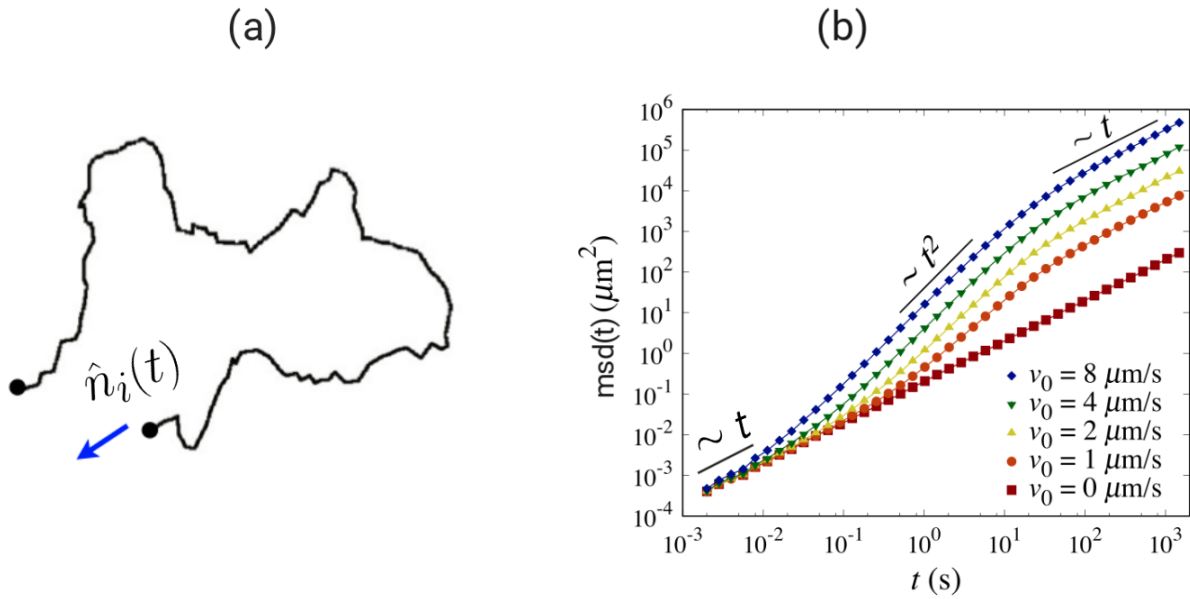 (a)
(b)
n̂ᵢ(t)
msd(t) (μm²)
10⁶
10⁵
10⁴
10³
10²
10¹
10⁰
10⁻¹
10⁻²
10⁻³
10⁻⁴
~ t
~ t²
~ t
v₀ = 8 μm/s
v₀ = 4 μm/s
v₀ = 2 μm/s
v₀ = 1 μm/s
v₀ = 0 μm/s
10⁻³ 10⁻² 10⁻¹ 10⁰ 10¹ 10² 10³
t (s)